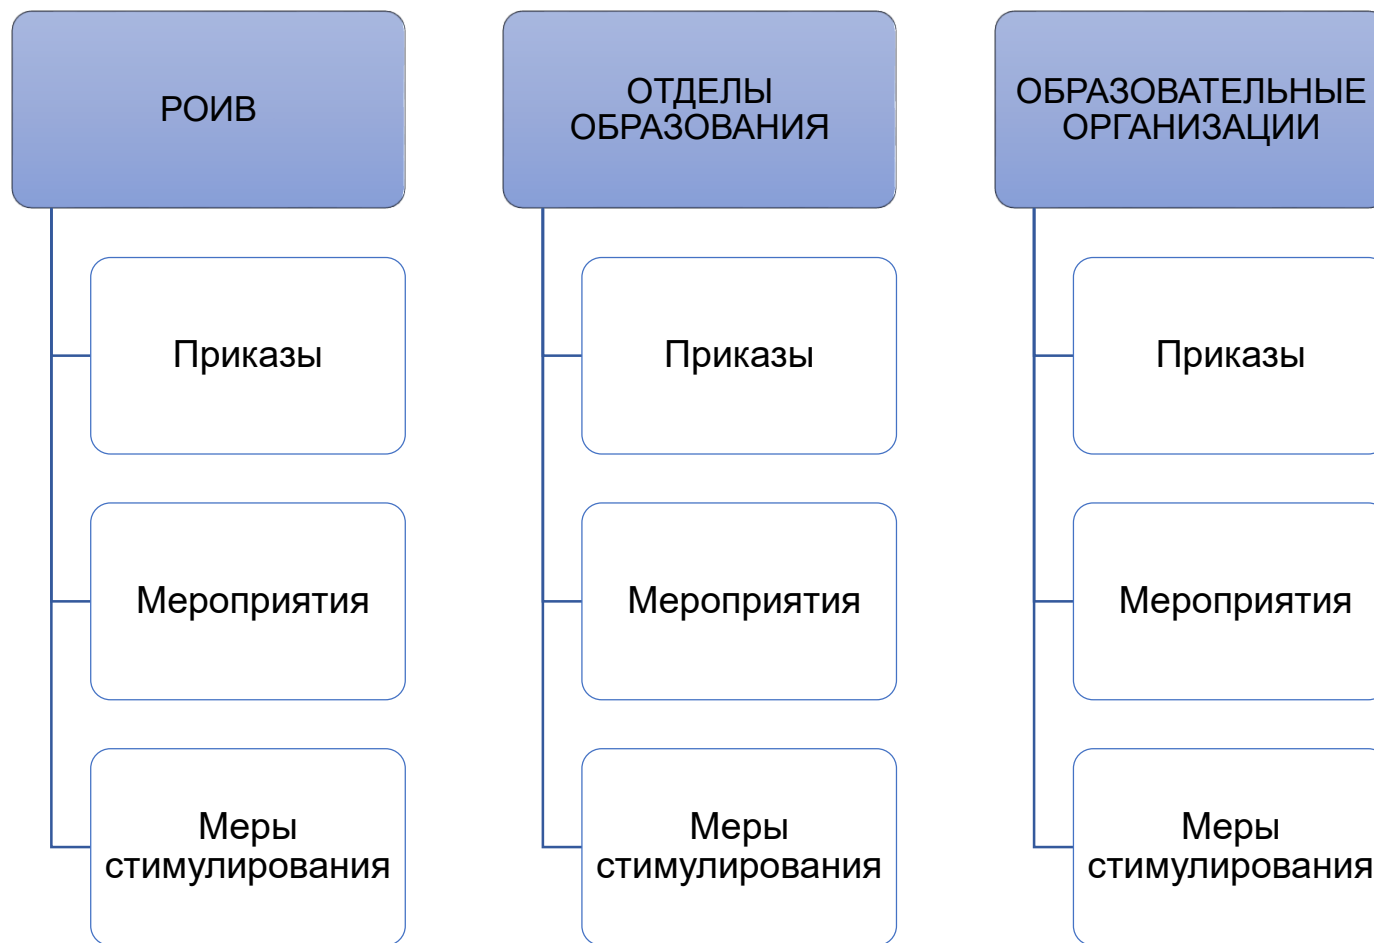 РОИВ
Приказы
Мероприятия
Меры
стимулирования
ОТДЕЛЫ
ОБРАЗОВАНИЯ
Приказы
Мероприятия
Меры
стимулирования
ОБРАЗОВАТЕЛЬНЫЕ
ОРГАНИЗАЦИИ
Приказы
Мероприятия
Меры
стимулирования